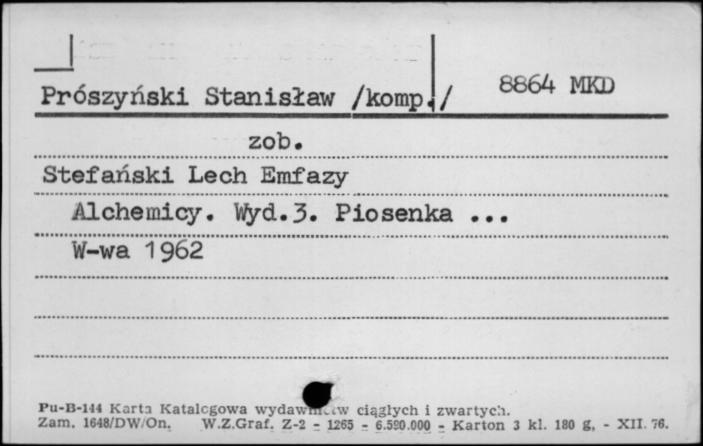 Prószyński Stanisław /komp./ 8864 MKD
zob.
Stefański Lech Emfazy
Alchemicy. Wyd.3. Piosenka ...
W-wa 1962
Pu-B-144 Karta Katalogowa wydawnictw ciągłych i zwartych.
Zam. 1648/DW/On. W.Z.Graf. Z-2 - 1265 - 6.590.000 - Karton 3 kl. 180 g, - XII. 76.